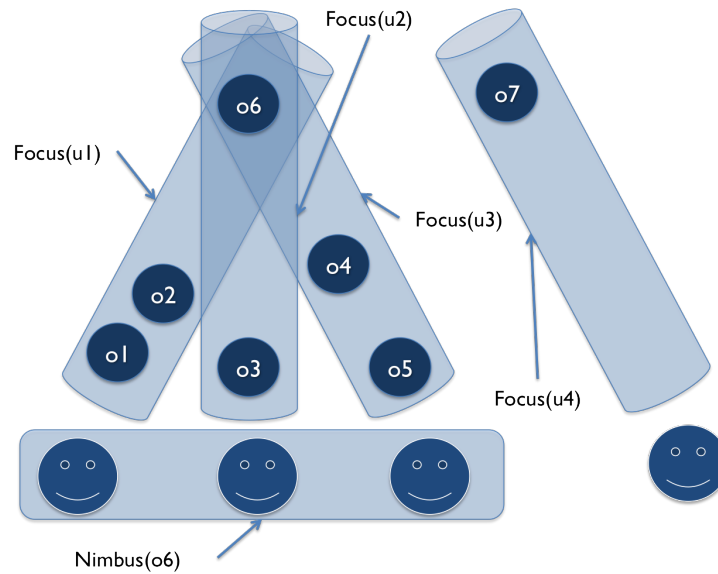 Focus(u2)
o6
o7
Focus(u1)
Focus(u3)
o4
o2
o1
o3
o5
Focus(u4)
Nimbus(o6)